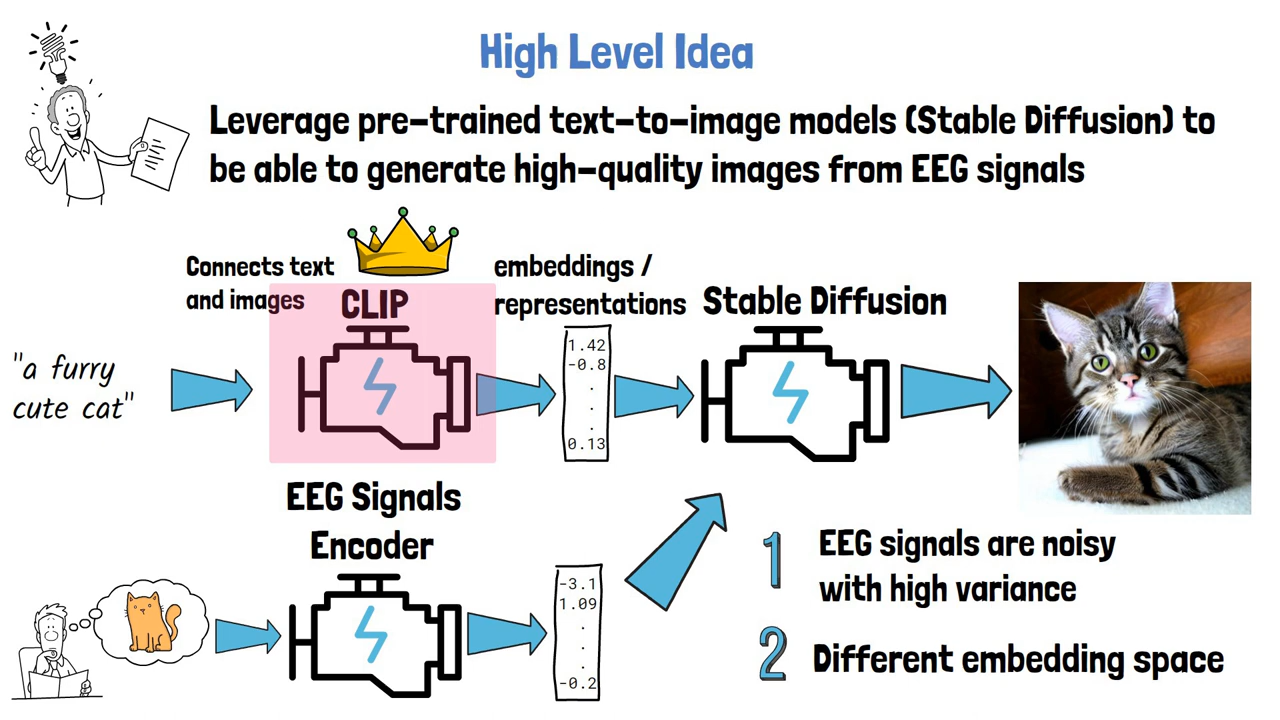 High Level Idea
Leverage pre-trained text-to-image models (Stable Diffusion) to
be able to generate high-quality images from EEG signals
Connects text
and images
CLIP
embeddings /
representations
Stable Diffusion
"a furry
cute cat"
1.42
-0.8
.
.
.
0.13
EEG Signals
Encoder
-3.1
1.09
.
.
.
-0.2
1 EEG signals are noisy
with high variance
2 Different embedding space